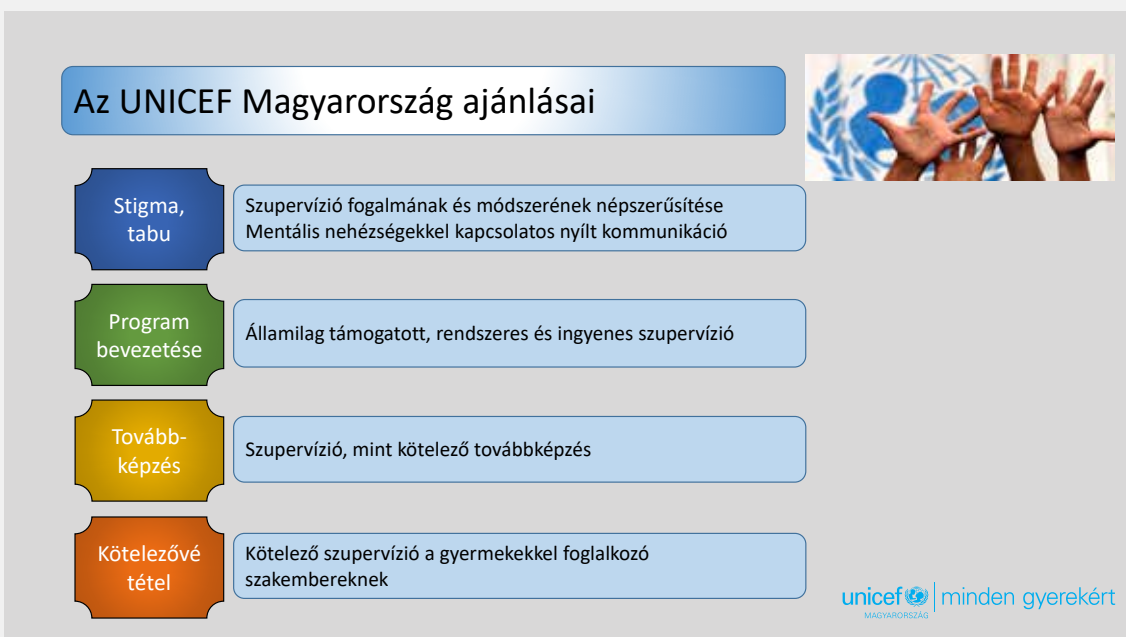 Az UNICEF Magyarország ajánlásai
Stigma,
tabu
Szupervízió fogalmának és módszerének népszerűsítése
Mentális nehézségekkel kapcsolatos nyílt kommunikáció
Program
bevezetése
Államilag támogatott, rendszeres és ingyenes szupervízió
Tovább-
képzés
Szupervízió, mint kötelező továbbképzés
Kötelezővé
tétel
Kötelező szupervízió a gyermekekkel foglalkozó
szakembereknek
unicef minden gyerekért
MAGYARORSZÁG